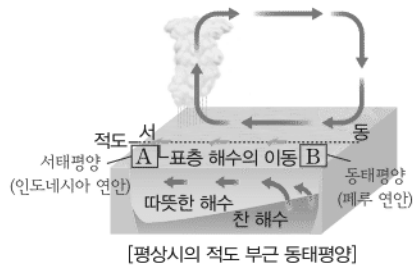 적도 서 동
A 표층 해수의 이동 B
서태평양
(인도네시아 연안)
동태평양
(페루 연안)
따뜻한 해수
찬 해수
[평상시의 적도 부근 동태평양]